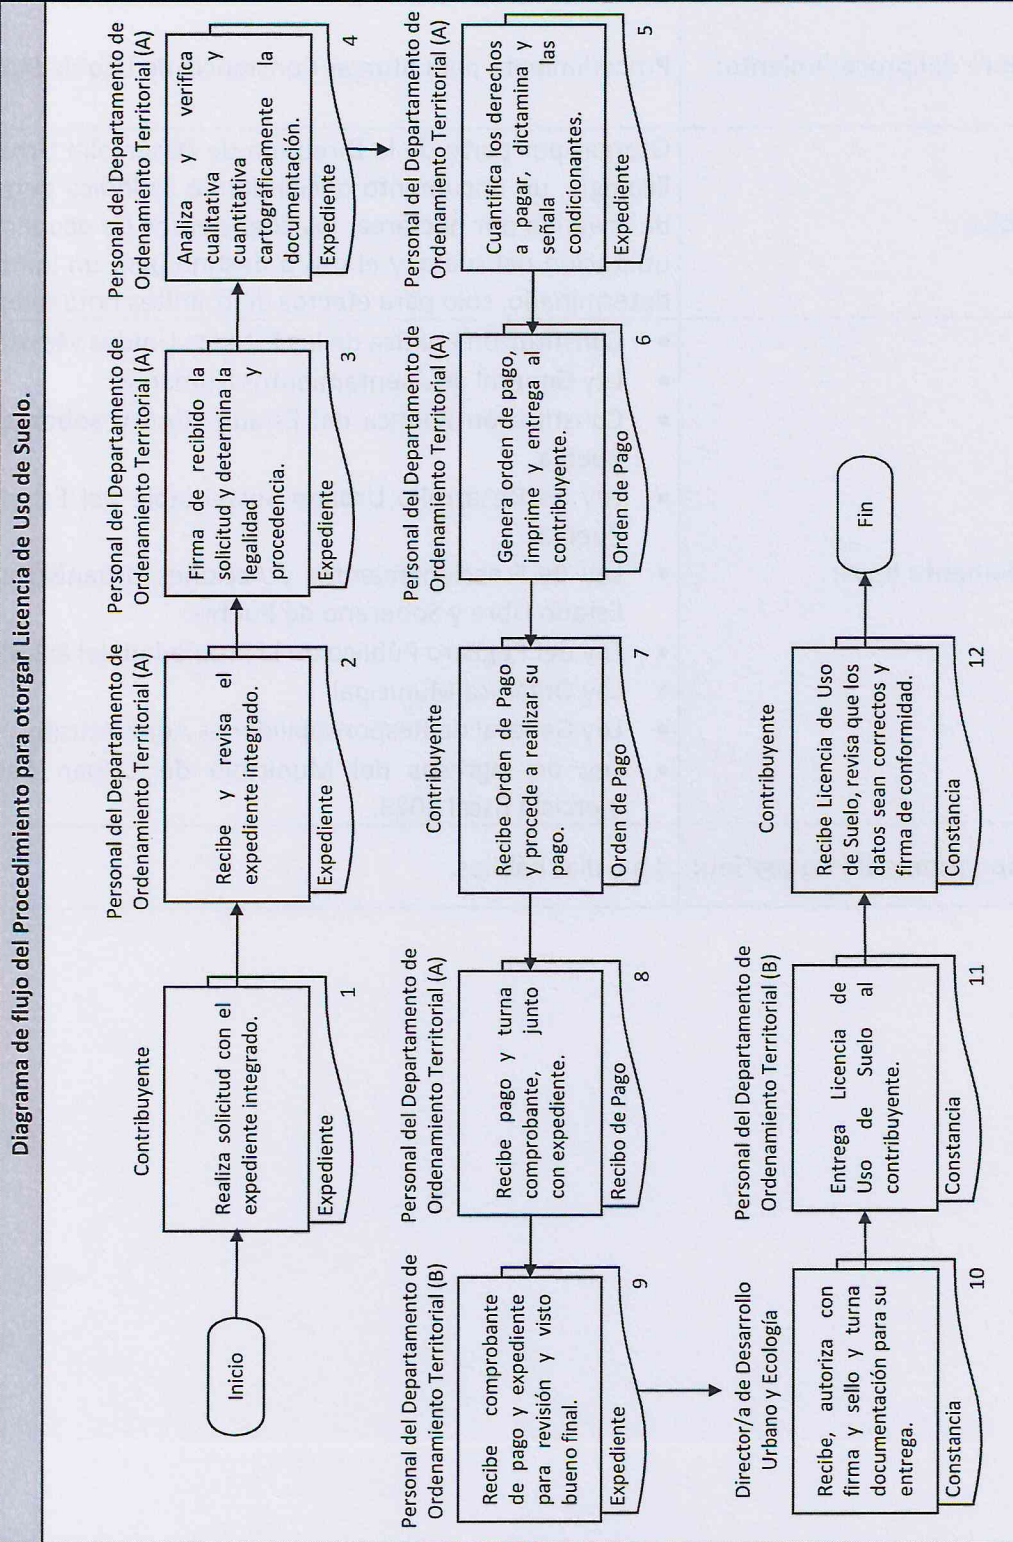 Diagrama de flujo del Procedimiento para otorgar Licencia de Uso de Suelo.
Inicio
Contribuyente
Realiza solicitud con el
expediente integrado.
Expediente
1
Personal del Departamento de
Ordenamiento Territorial (A)
Recibe y revisa el
expediente integrado.
Expediente
2
Personal del Departamento de
Ordenamiento Territorial (A)
Firma de recibido la
solicitud y determina la
legalidad y
procedencia.
Expediente
3
Personal del Departamento de
Ordenamiento Territorial (A)
Analiza y verifica
cualitativa y
cuantitativa
cartográficamente la
documentación.
Expediente
4
Personal del Departamento de
Ordenamiento Territorial (A)
Cuantifica los derechos
a pagar, dictamina y
señala las
condicionantes.
Expediente
5
Personal del Departamento de
Ordenamiento Territorial (A)
Genera orden de pago,
imprime y entrega al
contribuyente.
Orden de Pago
6
Contribuyente
Recibe Orden de Pago
y procede a realizar su
pago.
Orden de Pago
7
Personal del Departamento de
Ordenamiento Territorial (A)
Recibe pago y turna
comprobante, junto
con expediente.
Recibo de Pago
8
Personal del Departamento de
Ordenamiento Territorial (B)
Recibe comprobante
de pago y expediente
para revisión y visto
bueno final.
Expediente
9
Director/a de Desarrollo
Urbano y Ecología
Recibe, autoriza con
firma y sello y turna
documentación para su
entrega.
Constancia
10
Personal del Departamento de
Ordenamiento Territorial (B)
Entrega Licencia de
Uso de Suelo al
contribuyente.
Constancia
11
Contribuyente
Recibe Licencia de Uso
de Suelo, revisa que los
datos sean correctos y
firma de conformidad.
constancia
12
Fin